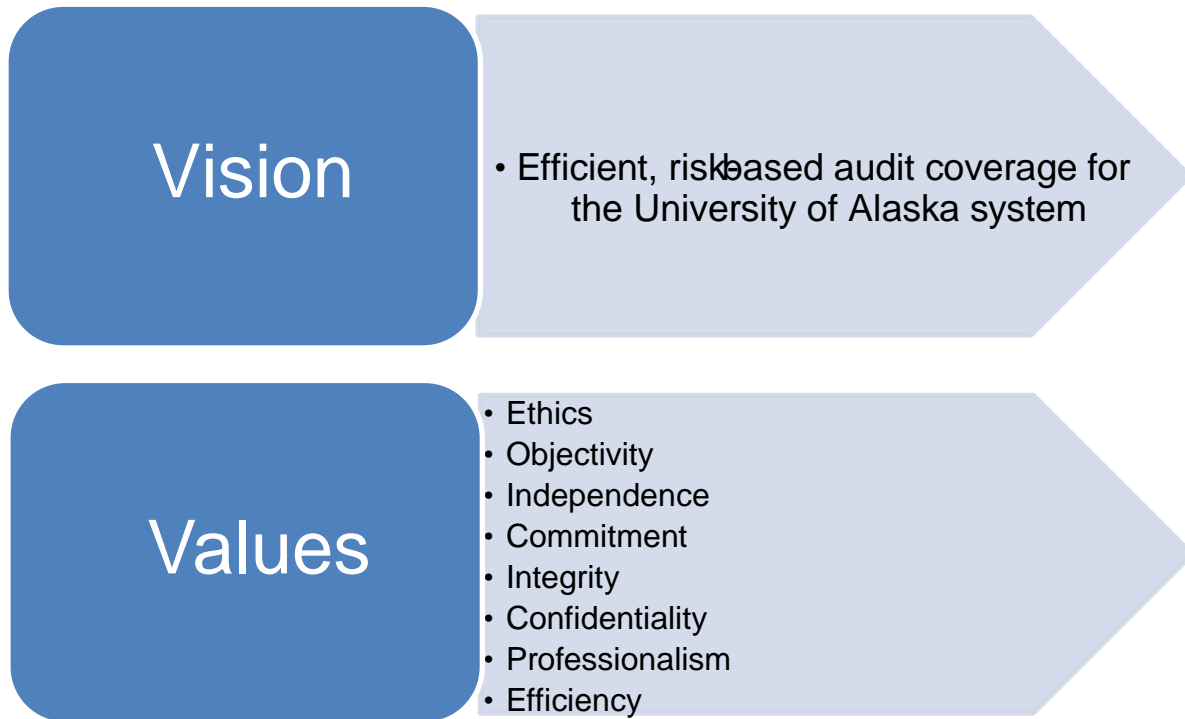 Vision
• Efficient, risk-based audit coverage for
the University of Alaska system
Values
• Ethics
• Objectivity
• Independence
• Commitment
• Integrity
• Confidentiality
• Professionalism
• Efficiency